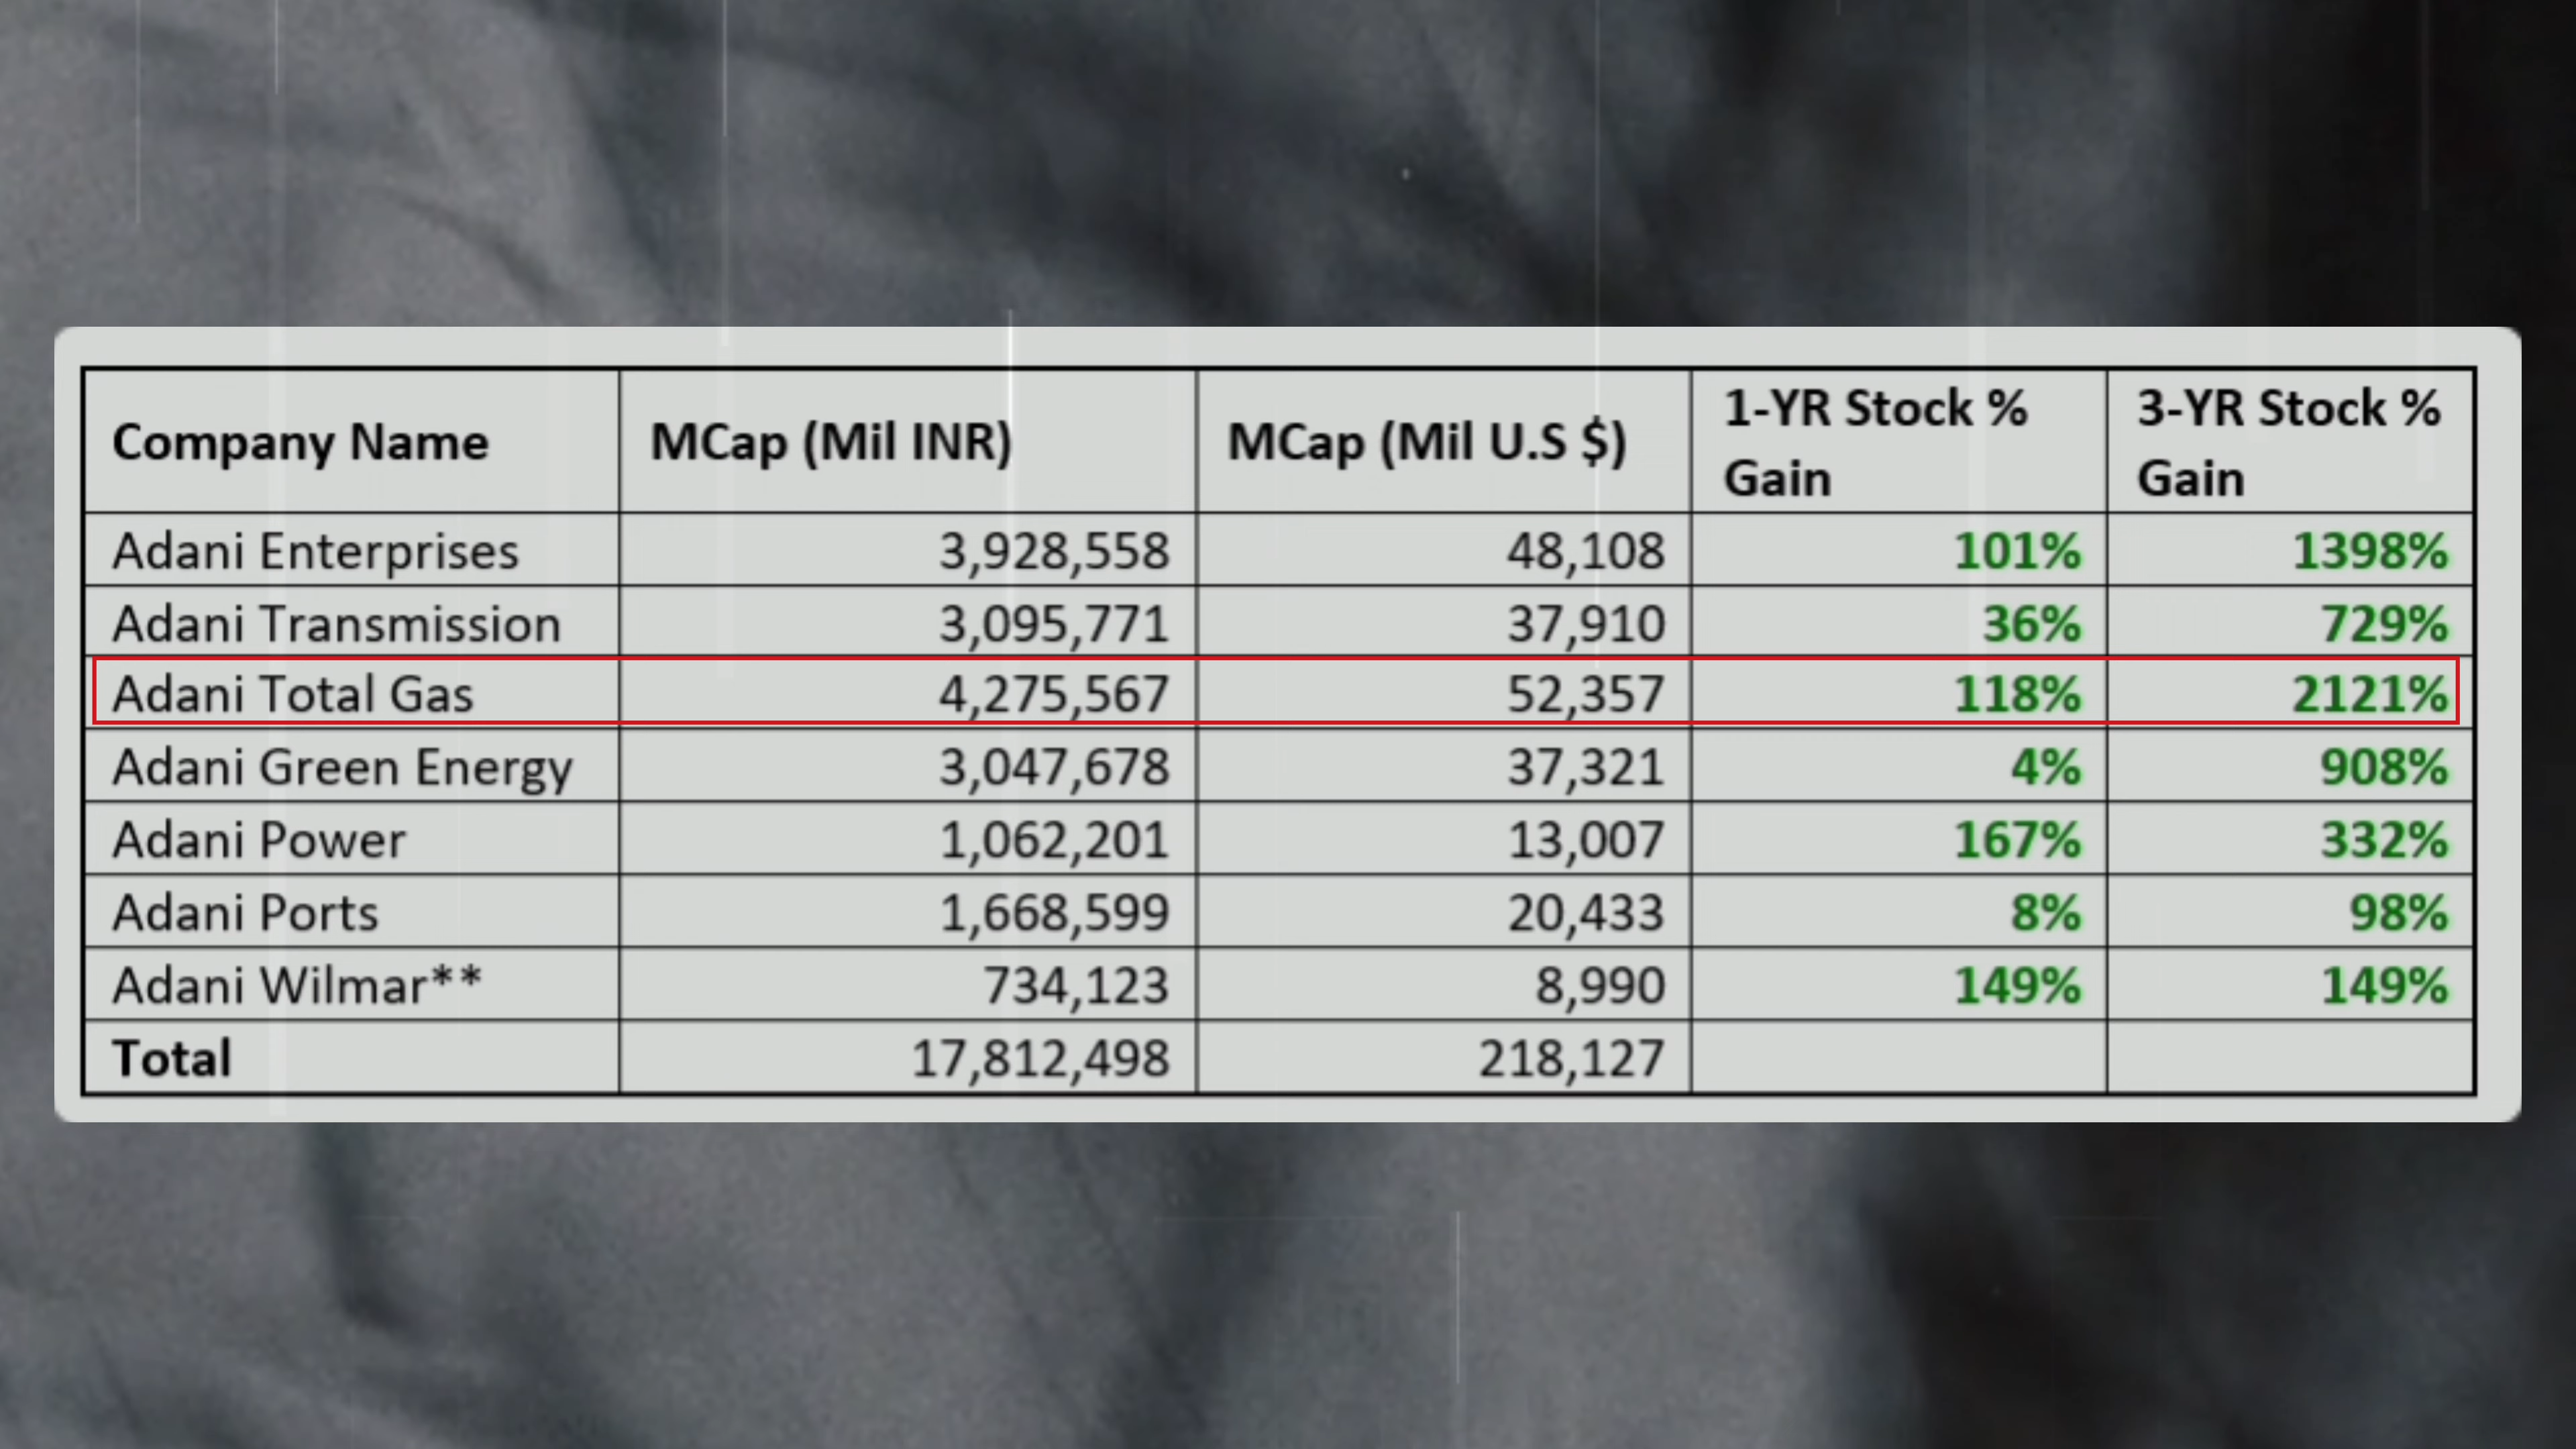 Company Name MCap (Mil INR) MCap (Mil U.S $) 1-YR Stock % Gain 3-YR Stock % Gain
Adani Enterprises 3,928,558 48,108 101% 1398%
Adani Transmission 3,095,771 37,910 36% 729%
Adani Total Gas 4,275,567 52,357 118% 2121%
Adani Green Energy 3,047,678 37,321 4% 908%
Adani Power 1,062,201 13,007 167% 332%
Adani Ports 1,668,599 20,433 8% 98%
Adani Wilmar** 734,123 8,990 149% 149%
Total 17,812,498 218,127